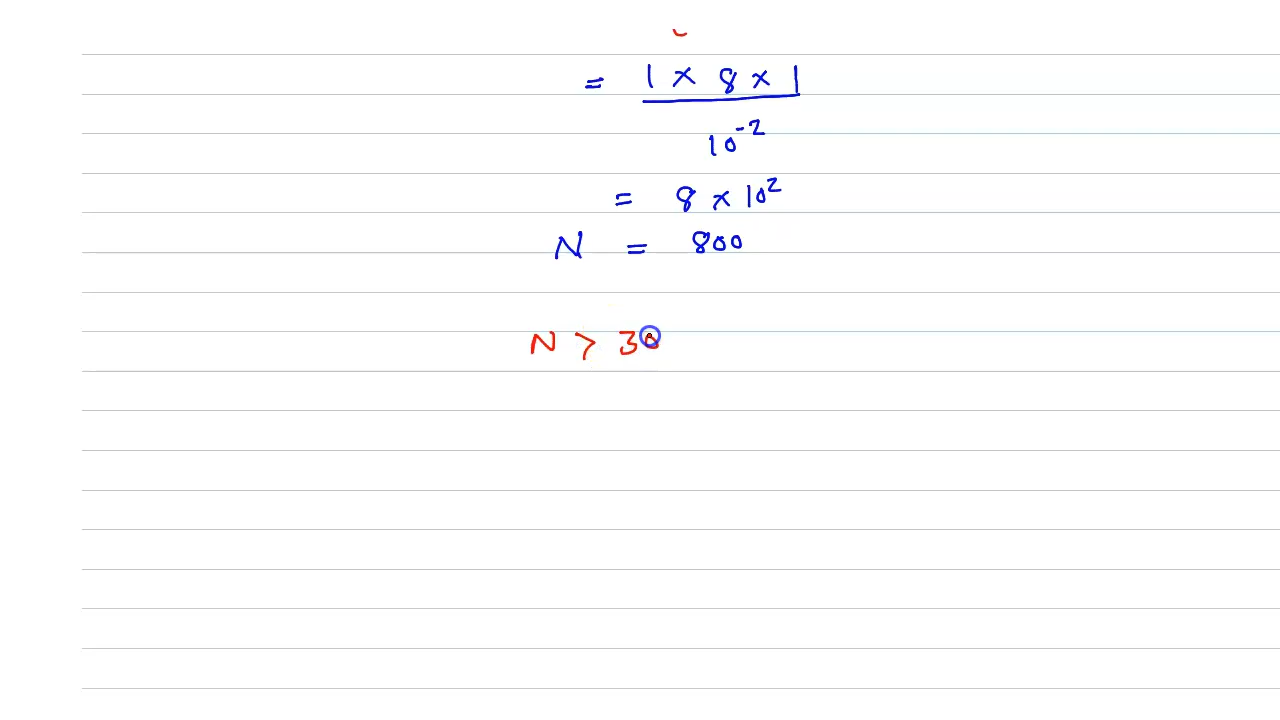 = 1 × 8 × 1
10⁻²
= 8 × 10²
N = 800
N > 30